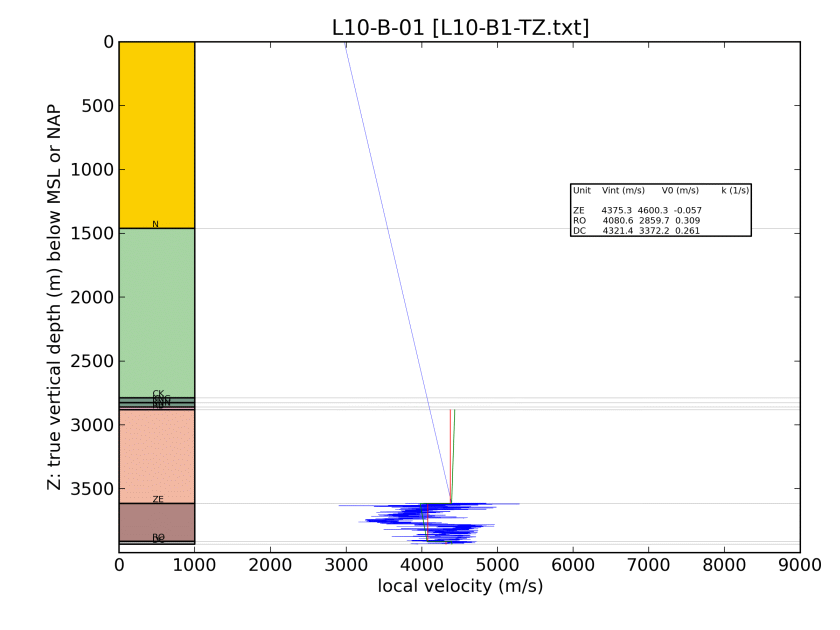 L10-B-01 [L10-B1-TZ.txt]
Z: true vertical depth (m) below MSL or NAP
0
500
1000
1500
2000
2500
3000
3500
N
CK
ZE
RO
DC
Unit Vint (m/s) V0 (m/s) k (1/s)
ZE 4375.3 4600.3 -0.057
RO 4080.6 2859.7 0.309
DC 4321.4 3372.2 0.261
0 1000 2000 3000 4000 5000 6000 7000 8000 9000
local velocity (m/s)